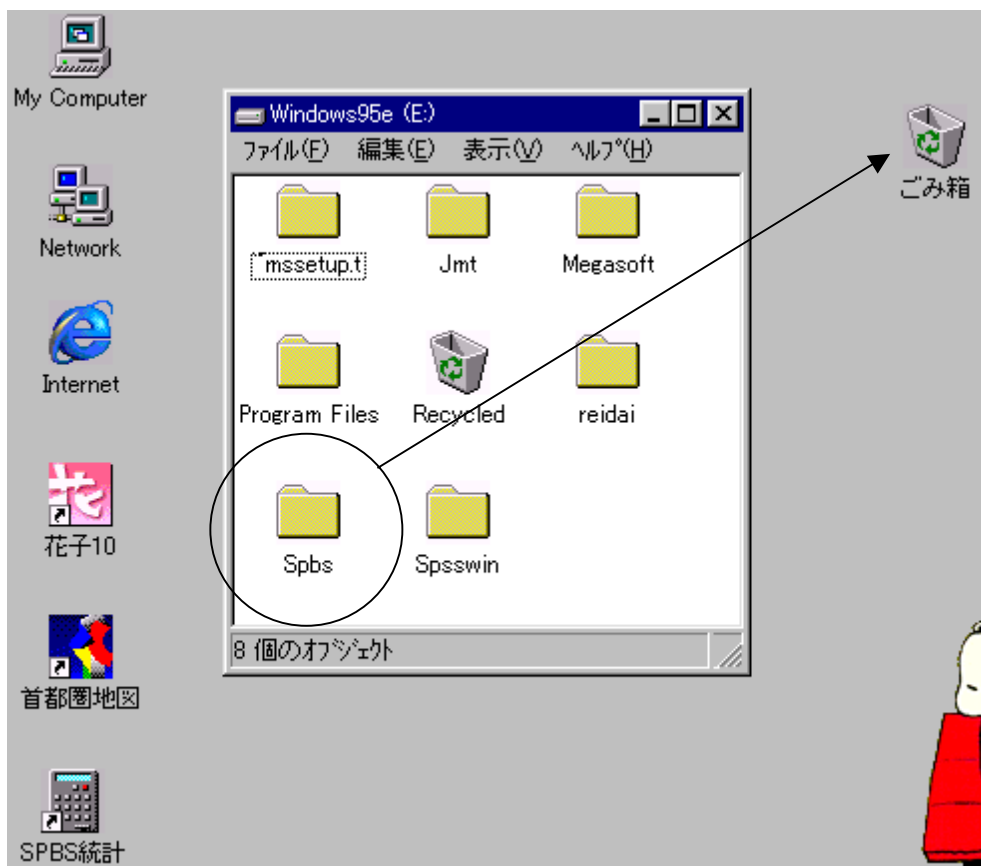 My Computer
Network
Internet
花子10
首都圏地図
SPBS統計
Windows95e (E:)
ﾌｧｲﾙ(F) 編集(E) 表示(V) ﾍﾙﾌﾟ(H)
~mssetup.t Jmt Megasoft
Program Files Recycled reidai
Spbs Spsswin
8 個のｵﾌﾞｼﾞｪｸﾄ
ごみ箱